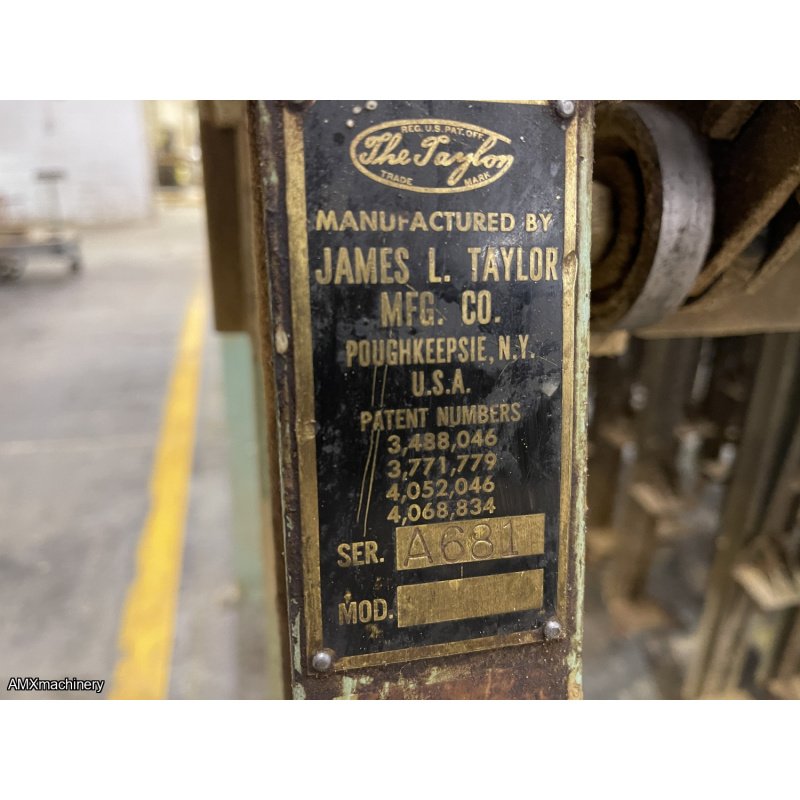 REG. U.S. PAT. OFF.
The Taylor
TRADE MARK
MANUFACTURED BY
JAMES L. TAYLOR
MFG. CO.
POUGHKEEPSIE, N.Y.
U.S.A.
PATENT NUMBERS
3,488,046
3,771,779
4,052,046
4,068,834
SER. A681
MOD.
AMXmachinery